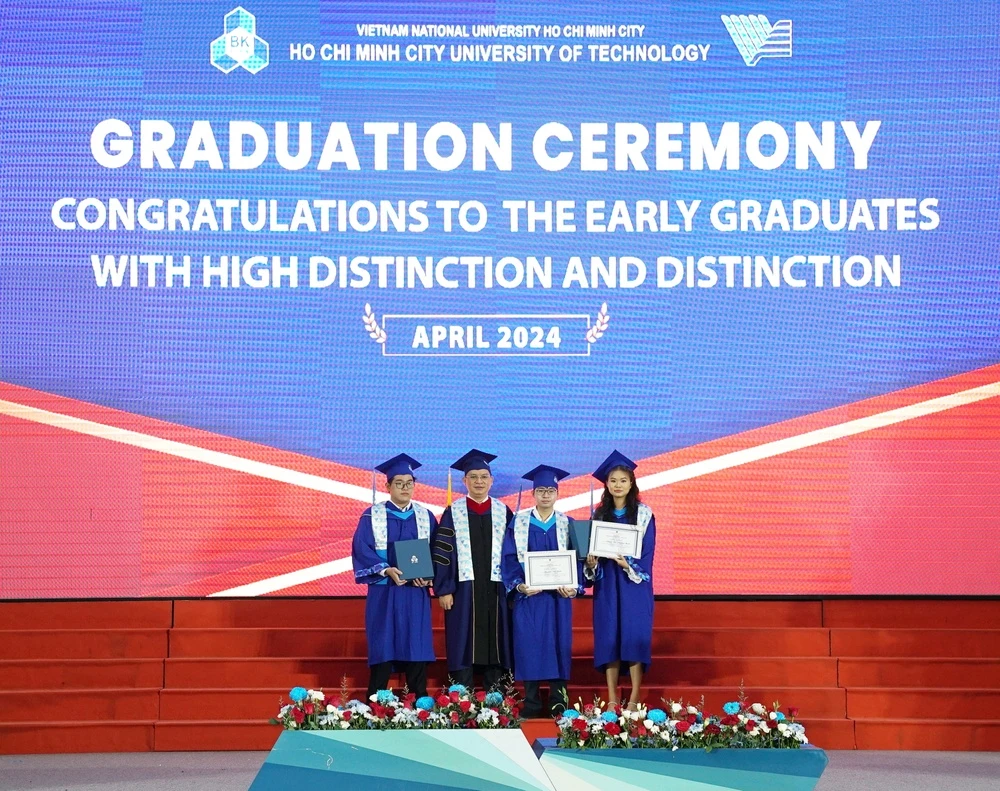 BK
VIETNAM NATIONAL UNIVERSITY HO CHI MINH CITY
HO CHI MINH CITY UNIVERSITY OF TECHNOLOGY
GRADUATION CEREMONY
CONGRATULATIONS TO THE EARLY GRADUATES
WITH HIGH DISTINCTION AND DISTINCTION
APRIL 2024